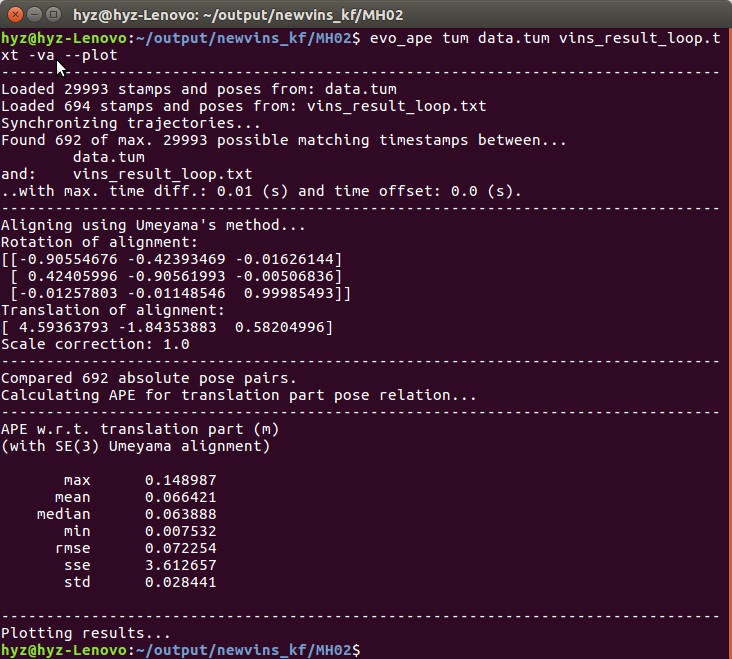 hyz@hyz-Lenovo: ~/output/newvins_kf/MH02
hyz@hyz-Lenovo:~/output/newvins_kf/MH02$ evo_ape tum data.tum vins_result_loop.t
xt -va --plot
--------------------------------------------------------------------------------
Loaded 29993 stamps and poses from: data.tum
Loaded 694 stamps and poses from: vins_result_loop.txt
Synchronizing trajectories...
Found 692 of max. 29993 possible matching timestamps between...
        data.tum
and:    vins_result_loop.txt
..with max. time diff.: 0.01 (s) and time offset: 0.0 (s).
--------------------------------------------------------------------------------
Aligning using Umeyama's method...
Rotation of alignment:
[[-0.90554676 -0.42393469 -0.01626144]
 [ 0.42405996 -0.90561993 -0.00506836]
 [-0.01257803 -0.01148546  0.99985493]]
Translation of alignment:
[ 4.59363793 -1.84353883  0.58204996]
Scale correction: 1.0
--------------------------------------------------------------------------------
Compared 692 absolute pose pairs.
Calculating APE for translation part pose relation...
--------------------------------------------------------------------------------
APE w.r.t. translation part (m)
(with SE(3) Umeyama alignment)

       max      0.148987
      mean      0.066421
    median      0.063888
       min      0.007532
      rmse      0.072254
       sse      3.612657
       std      0.028441

--------------------------------------------------------------------------------
Plotting results...
hyz@hyz-Lenovo:~/output/newvins_kf/MH02$